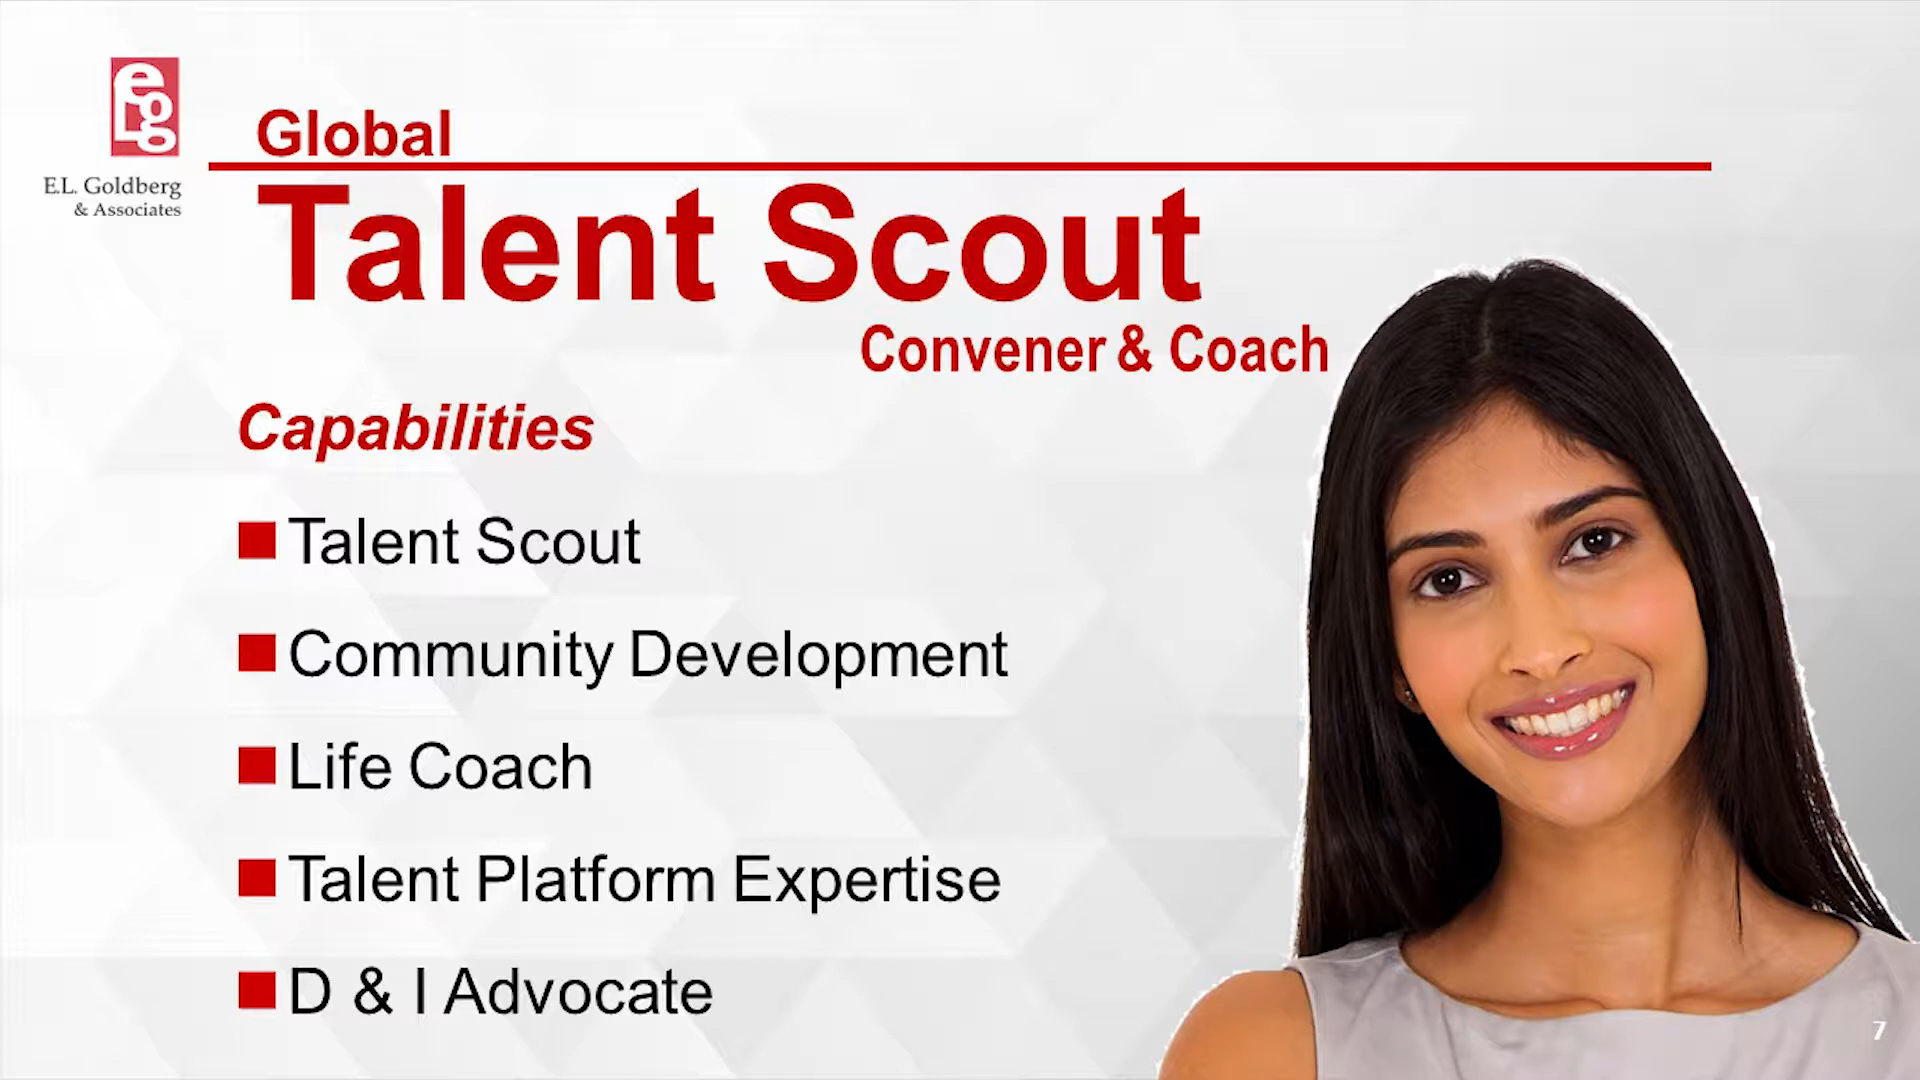 eLgg
E.L. Goldberg
& Associates
Global
Talent Scout
Convener & Coach
Capabilities
Talent Scout
Community Development
Life Coach
Talent Platform Expertise
D & I Advocate
7